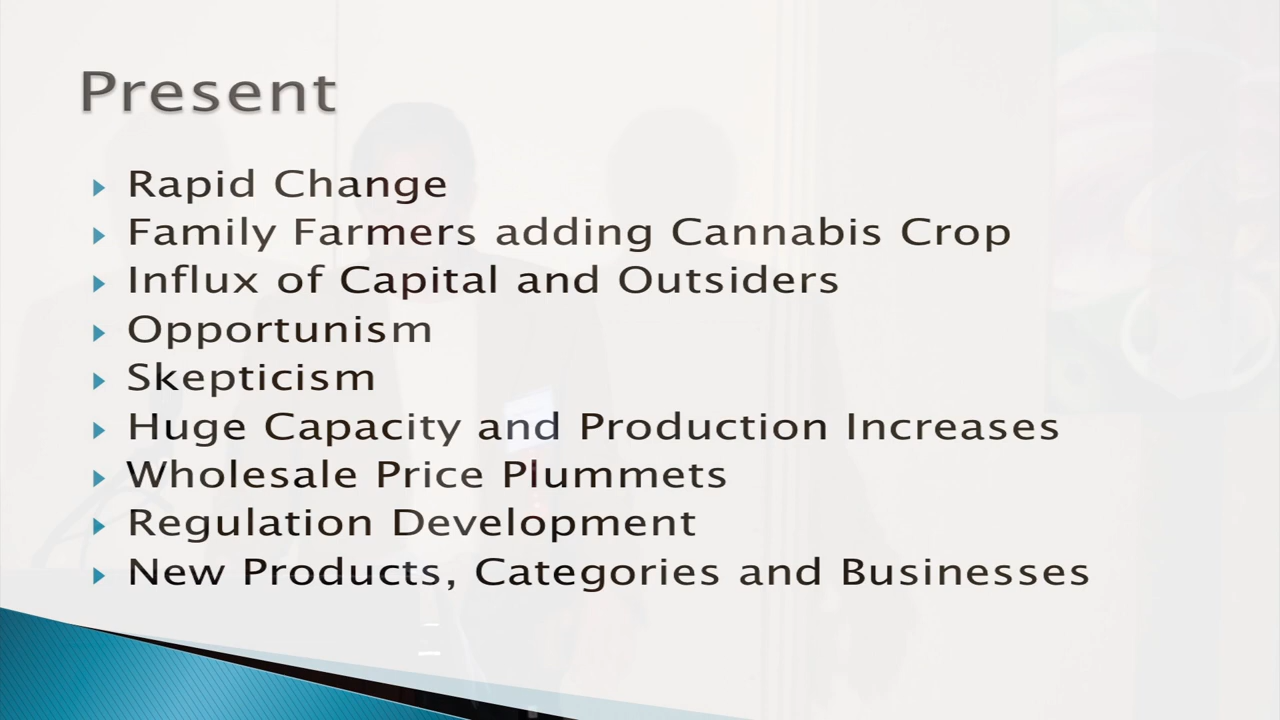 Present
Rapid Change
Family Farmers adding Cannabis Crop
Influx of Capital and Outsiders
Opportunism
Skepticism
Huge Capacity and Production Increases
Wholesale Price Plummets
Regulation Development
New Products, Categories and Businesses